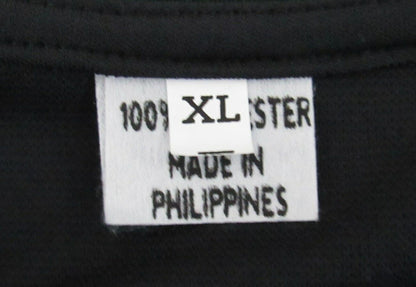 XL
100% ESTER
MADE IN
PHILIPPINES